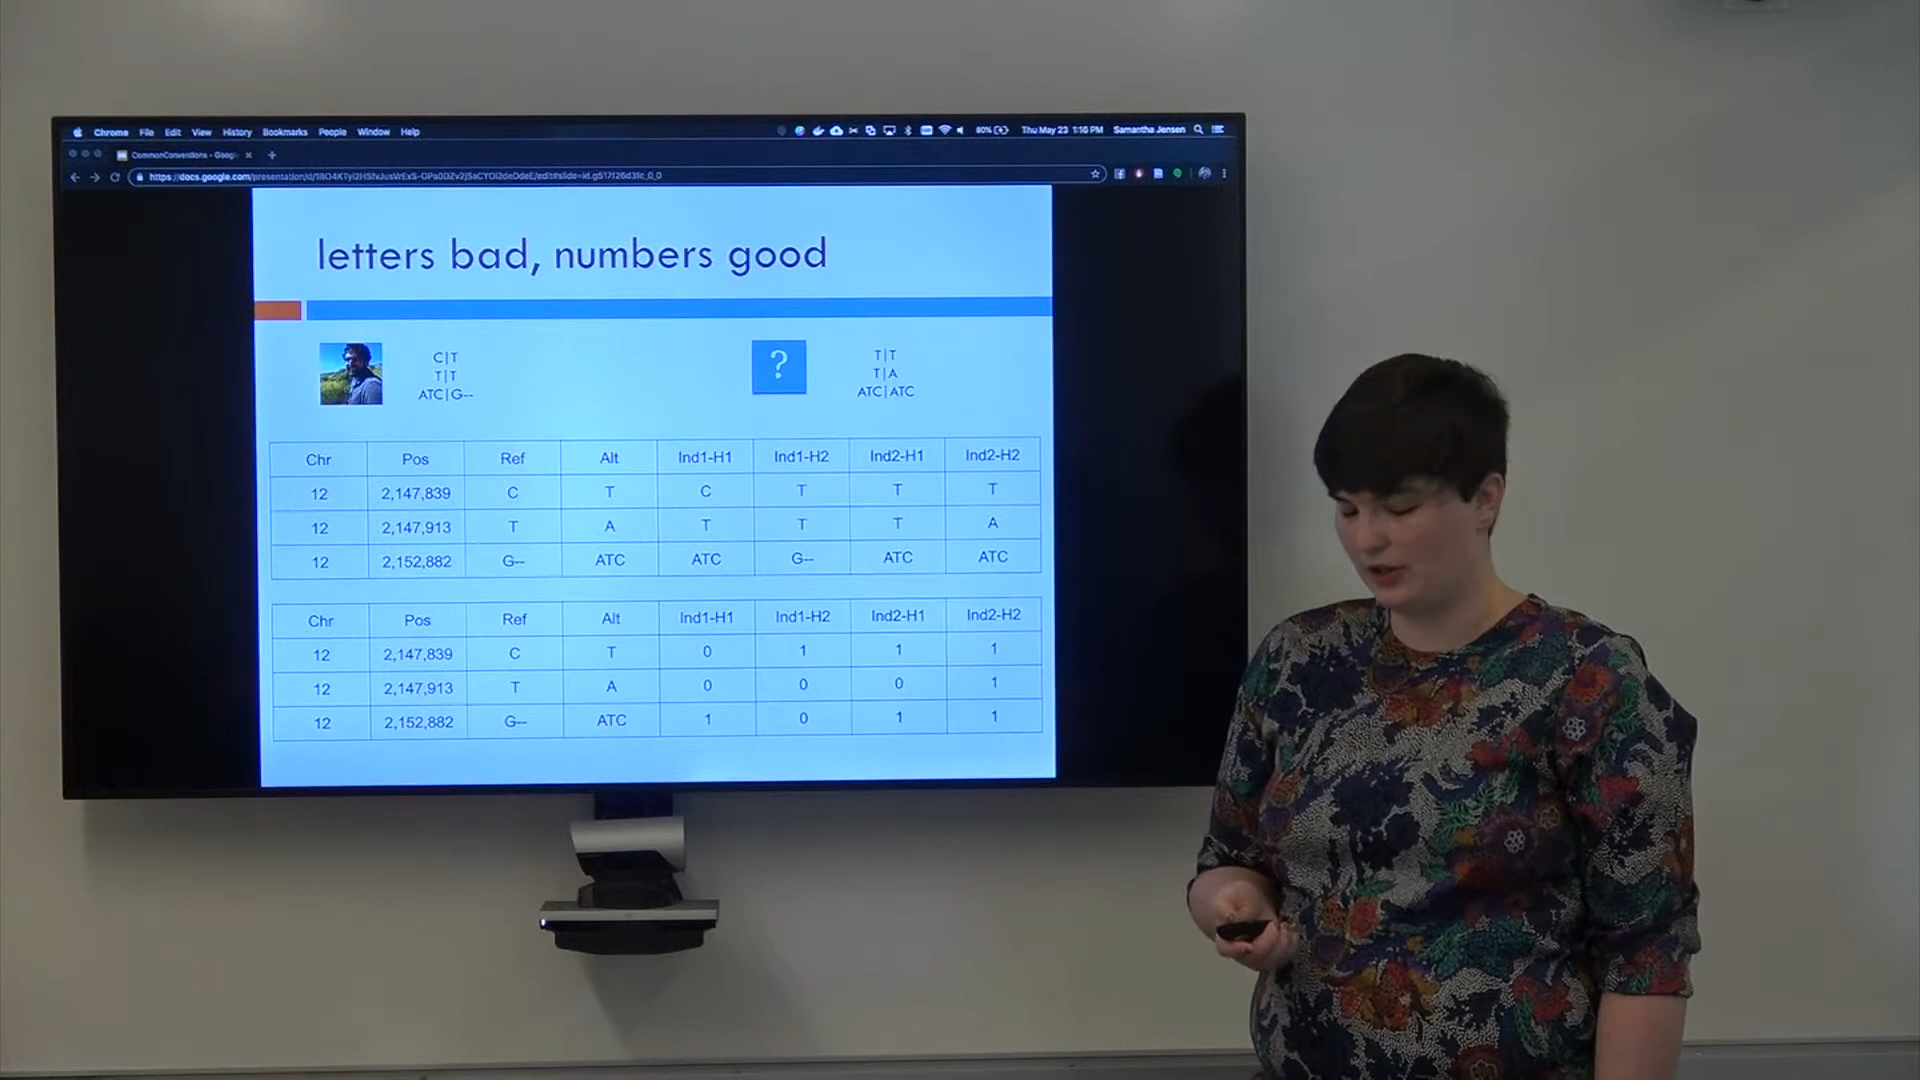 Chrome File Edit View History Bookmarks People Window Help 80% Thu May 23 1:16 PM Samantha Jensen
CommonConventions - Googl
letters bad, numbers good
C|T
T|T
ATC|G--
?
T|T
T|A
ATC|ATC
Chr Pos Ref Alt Ind1-H1 Ind1-H2 Ind2-H1 Ind2-H2
12 2,147,839 C T C T T T
12 2,147,913 T A T T T A
12 2,152,882 G-- ATC ATC G-- ATC ATC
Chr Pos Ref Alt Ind1-H1 Ind1-H2 Ind2-H1 Ind2-H2
12 2,147,839 C T 0 1 1 1
12 2,147,913 T A 0 0 0 1
12 2,152,882 G-- ATC 1 0 1 1